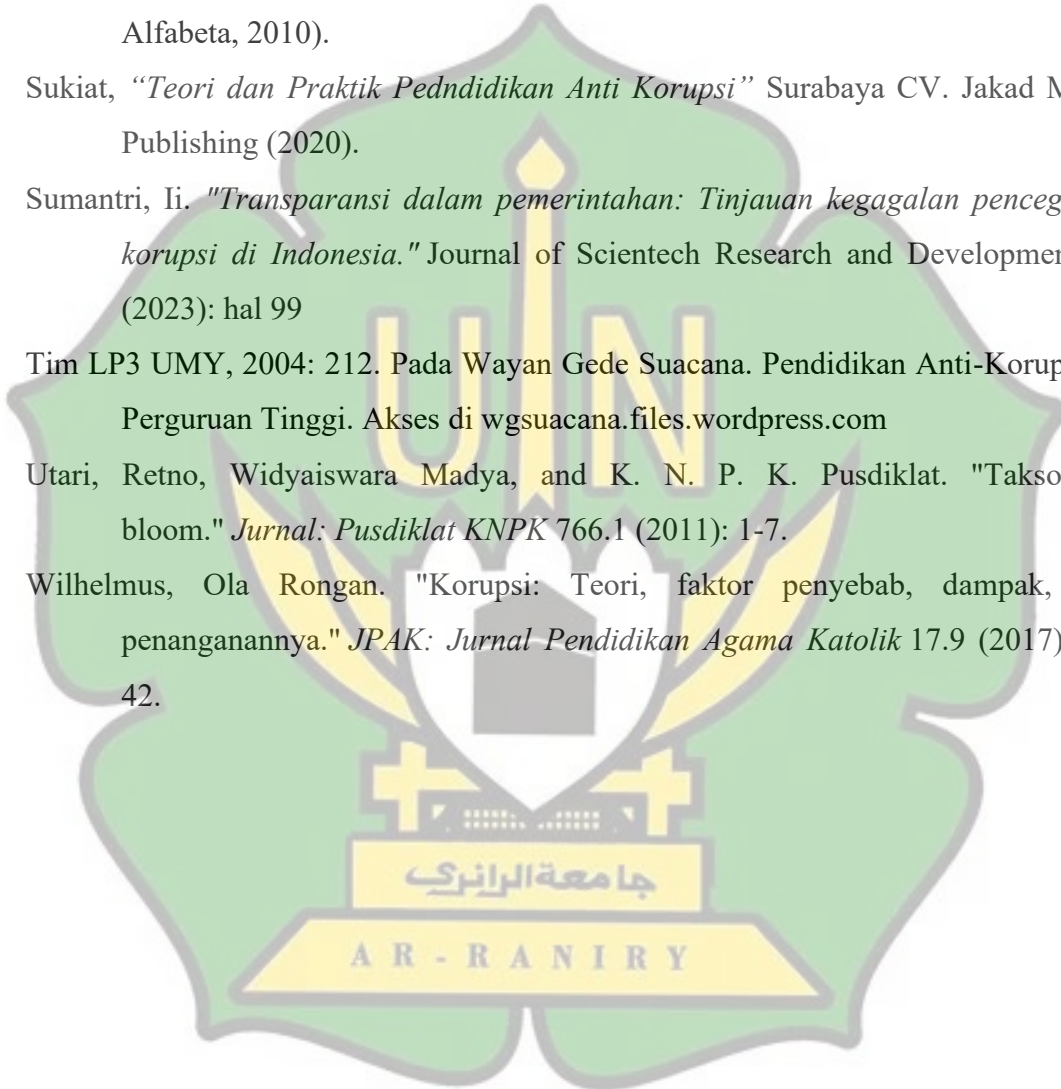 Alfabeta, 2010).
Sukiat, “Teori dan Praktik Pedndidikan Anti Korupsi” Surabaya CV. Jakad M
Publishing (2020).
Sumantri, Ii. "Transparansi dalam pemerintahan: Tinjauan kegagalan penceg
korupsi di Indonesia." Journal of Scientech Research and Developmen
(2023): hal 99
UIN
Tim LP3 UMY, 2004: 212. Pada Wayan Gede Suacana. Pendidikan Anti-Korup
Perguruan Tinggi. Akses di wgsuacana.files.wordpress.com
Utari, Retno, Widyaiswara Madya, and K. N. P. K. Pusdiklat. "Takso
bloom." Jurnal: Pusdiklat KNPK 766.1 (2011): 1-7.
Wilhelmus, Ola Rongan. "Korupsi: Teori, faktor penyebab, dampak,
penanganannya." JPAK: Jurnal Pendidikan Agama Katolik 17.9 (2017)
42.
جامعة الرانري
AR-RANIRY